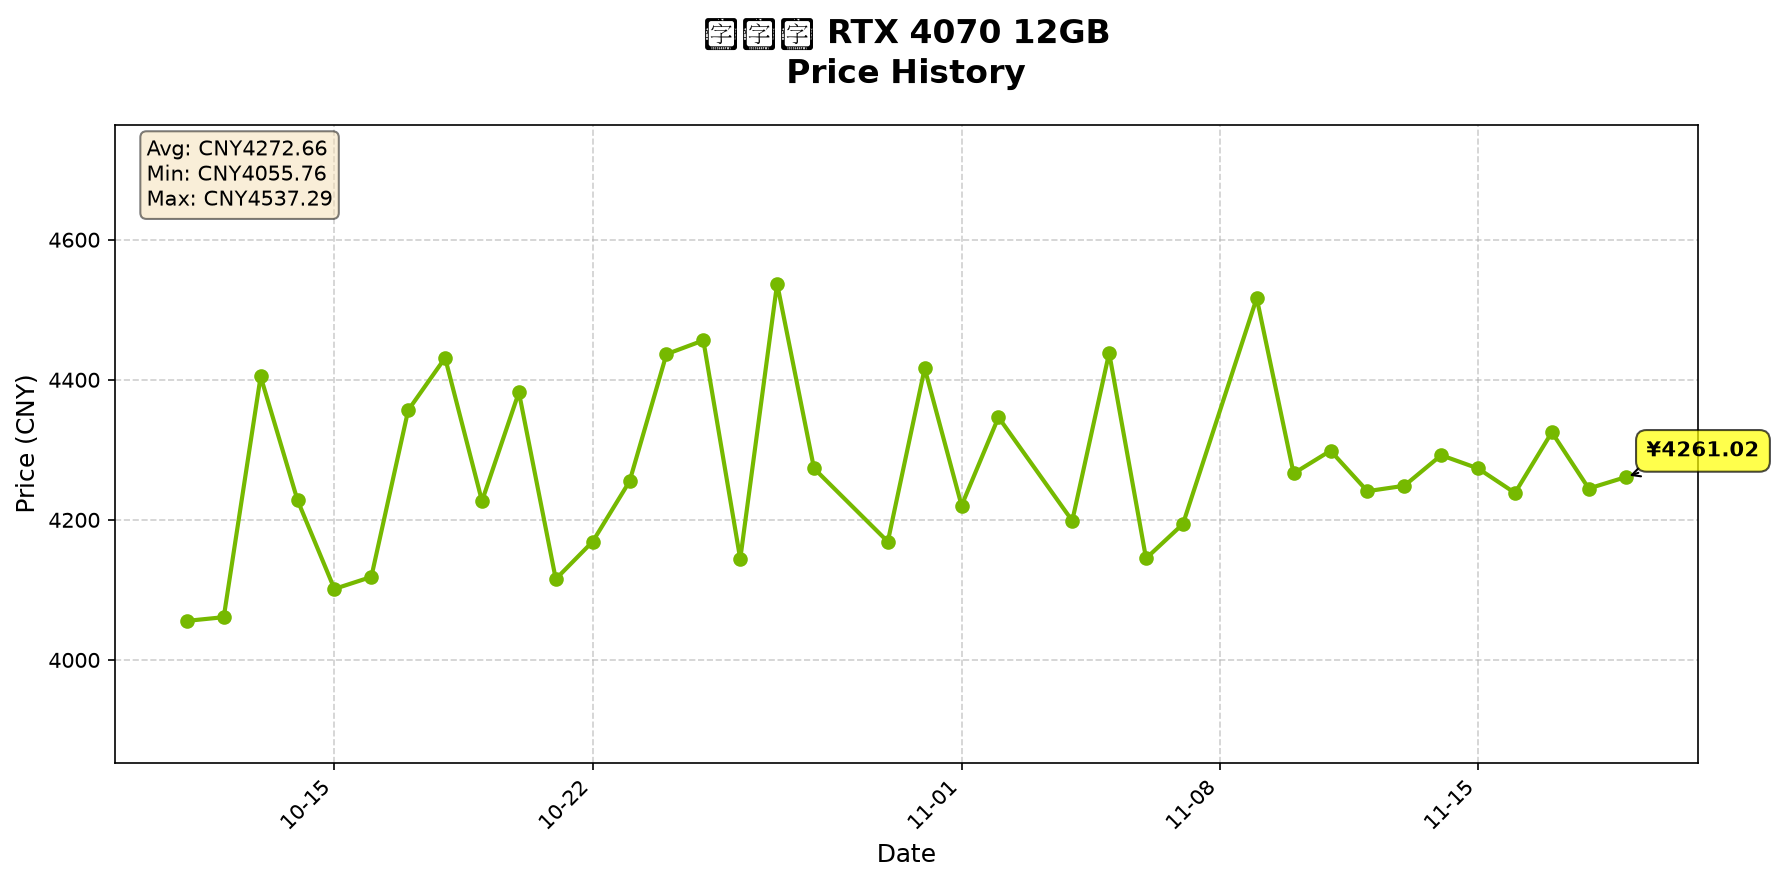 RTX 4070 12GB
Price History
Avg: CNY4272.66
Min: CNY4055.76
Max: CNY4537.29
Price (CNY)
4600
4400
4200
4000
¥4261.02
10-15
10-22
11-01
11-08
11-15
Date